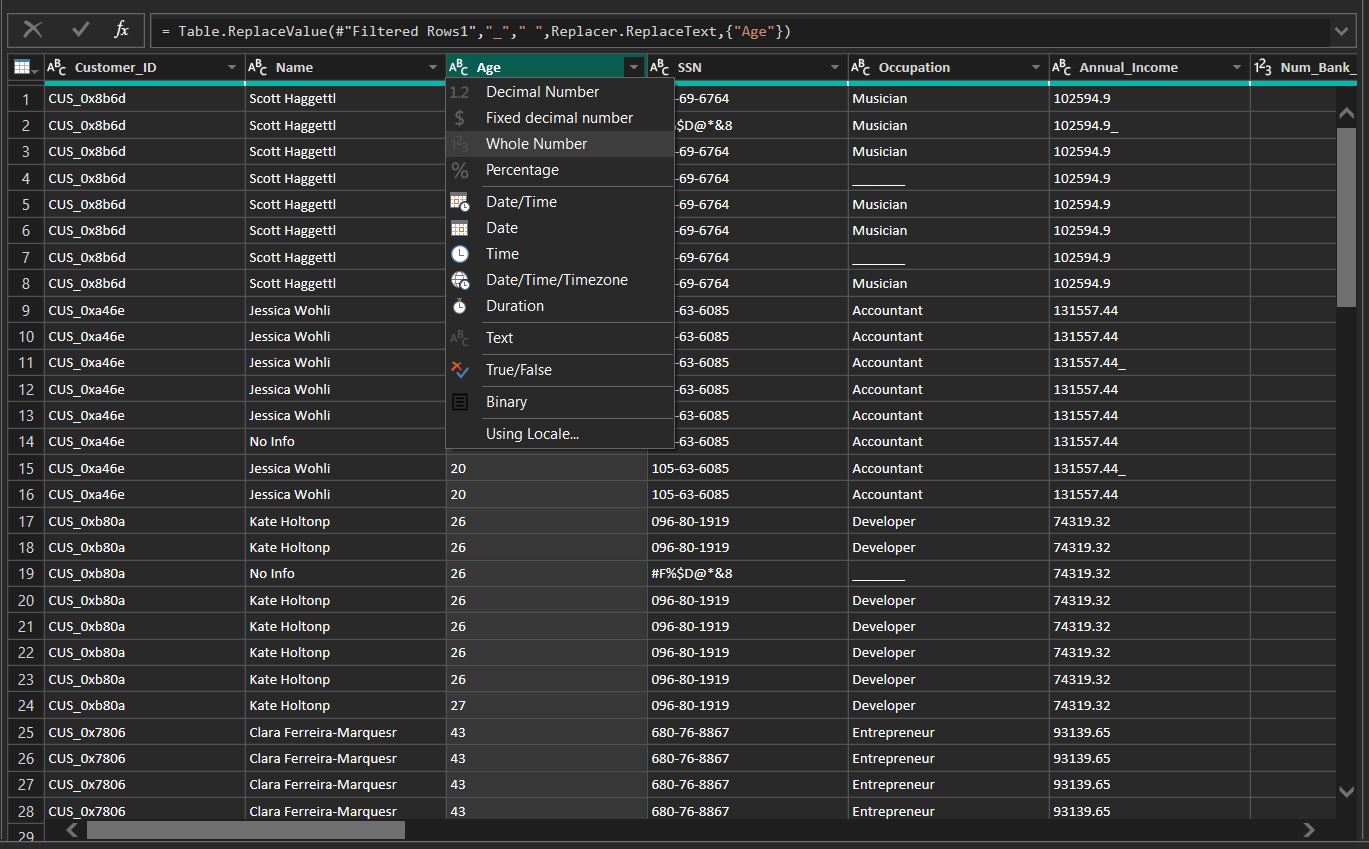 fx = Table.ReplaceValue(#"Filtered Rows1","_"," ",Replacer.ReplaceText,{"Age"})
ABC Customer_ID ABC Name ABC Age ABC SSN ABC Occupation ABC Annual_Income 123 Num_Bank_
1 CUS_0x8b6d Scott Haggettl 1.2 Decimal Number -69-6764 Musician 102594.9
2 CUS_0x8b6d Scott Haggettl $ Fixed decimal number $D@*&8 Musician 102594.9_
3 CUS_0x8b6d Scott Haggettl 123 Whole Number -69-6764 Musician 102594.9
4 CUS_0x8b6d Scott Haggettl % Percentage -69-6764 _______ 102594.9
5 CUS_0x8b6d Scott Haggettl Date/Time -69-6764 Musician 102594.9
6 CUS_0x8b6d Scott Haggettl Date -69-6764 Musician 102594.9
7 CUS_0x8b6d Scott Haggettl Time -69-6764 _______ 102594.9
8 CUS_0x8b6d Scott Haggettl Date/Time/Timezone -69-6764 Musician 102594.9
9 CUS_0xa46e Jessica Wohli Duration -63-6085 Accountant 131557.44
10 CUS_0xa46e Jessica Wohli ABC Text -63-6085 Accountant 131557.44
11 CUS_0xa46e Jessica Wohli True/False -63-6085 Accountant 131557.44_
12 CUS_0xa46e Jessica Wohli -63-6085 Accountant 131557.44
13 CUS_0xa46e Jessica Wohli Binary -63-6085 Accountant 131557.44
14 CUS_0xa46e No Info Using Locale... -63-6085 Accountant 131557.44
15 CUS_0xa46e Jessica Wohli 20 105-63-6085 Accountant 131557.44_
16 CUS_0xa46e Jessica Wohli 20 105-63-6085 Accountant 131557.44
17 CUS_0xb80a Kate Holtonp 26 096-80-1919 Developer 74319.32
18 CUS_0xb80a Kate Holtonp 26 096-80-1919 Developer 74319.32
19 CUS_0xb80a No Info 26 #F%$D@*&8 _______ 74319.32
20 CUS_0xb80a Kate Holtonp 26 096-80-1919 Developer 74319.32
21 CUS_0xb80a Kate Holtonp 26 096-80-1919 Developer 74319.32
22 CUS_0xb80a Kate Holtonp 26 096-80-1919 Developer 74319.32
23 CUS_0xb80a Kate Holtonp 26 096-80-1919 Developer 74319.32
24 CUS_0xb80a Kate Holtonp 27 096-80-1919 Developer 74319.32
25 CUS_0x7806 Clara Ferreira-Marquesr 43 680-76-8867 Entrepreneur 93139.65
26 CUS_0x7806 Clara Ferreira-Marquesr 43 680-76-8867 Entrepreneur 93139.65
27 CUS_0x7806 Clara Ferreira-Marquesr 43 680-76-8867 Entrepreneur 93139.65
28 CUS_0x7806 Clara Ferreira-Marquesr 43 680-76-8867 Entrepreneur 93139.65
29